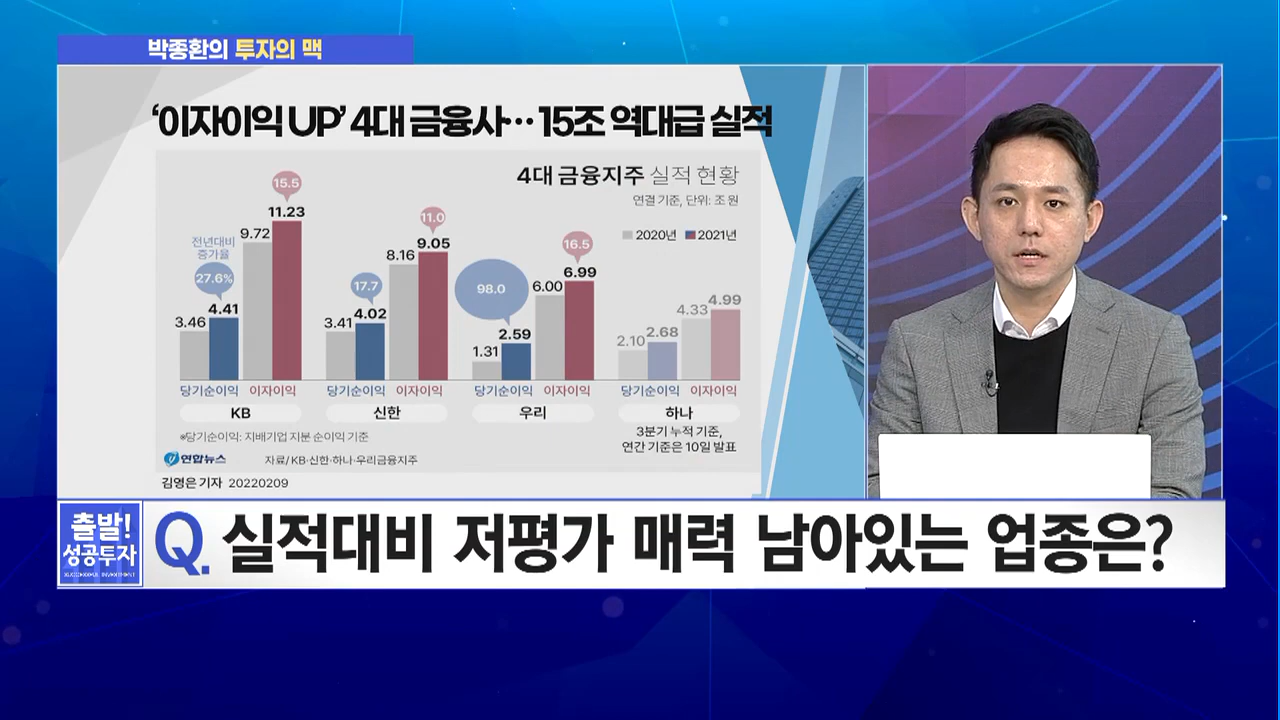 박종환의 투자의 맥
‘이자이익 UP’ 4대 금융사… 15조 역대급 실적
4대 금융지주 실적 현황
연결 기준, 단위: 조 원
2020년 2021년
전년대비
증가율
27.6%
3.46 4.41
15.5
9.72 11.23
17.7
3.41 4.02
11.0
8.16 9.05
98.0
1.31 2.59
16.5
6.00 6.99
2.10 2.68
4.33 4.99
당기순이익 이자이익 당기순이익 이자이익 당기순이익 이자이익 당기순이익 이자이익
KB 신한 우리 하나
3분기 누적 기준,
연간 기준은 10일 발표
※당기순이익: 지배기업 지분 순이익 기준
연합뉴스 자료/ KB·신한·하나·우리금융지주
김영은 기자 20220209
출발!
성공투자
Q. 실적대비 저평가 매력 남아있는 업종은?